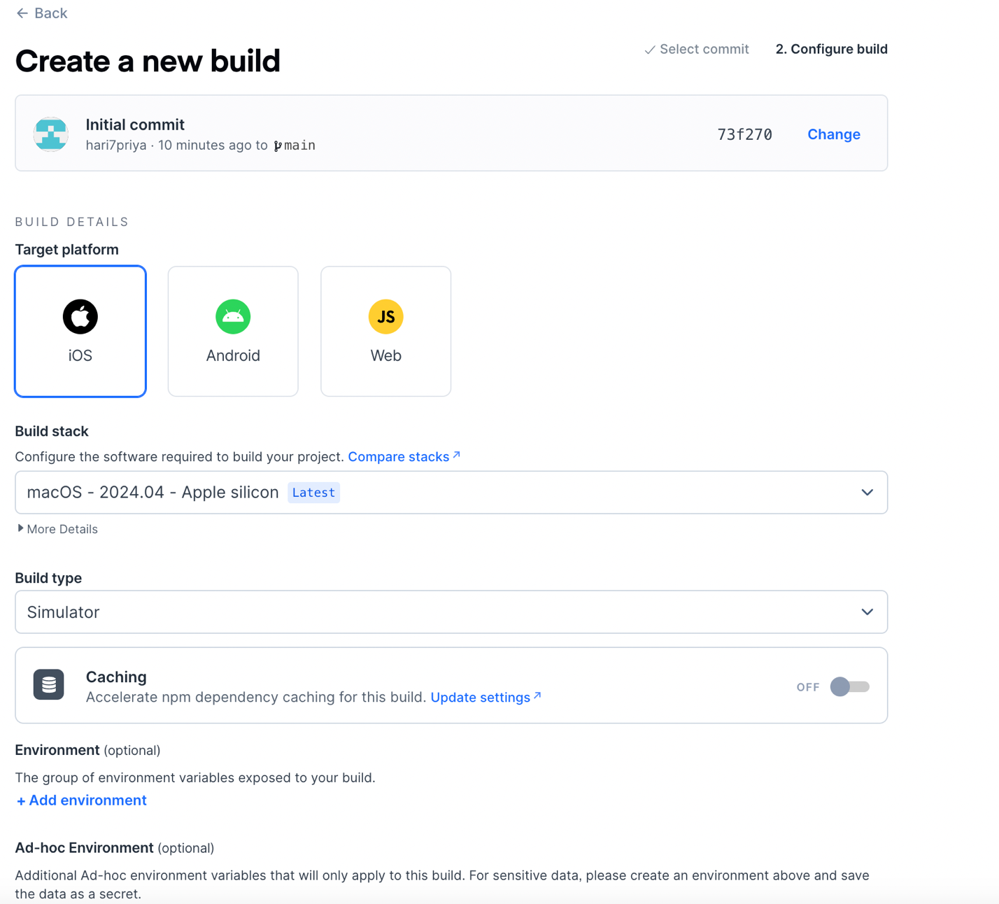 ← Back
Create a new build
✓ Select commit
2. Configure build
Initial commit
hari7priya · 10 minutes ago to main
73f270
Change
BUILD DETAILS
Target platform
iOS
Android
JS
Web
Build stack
Configure the software required to build your project. Compare stacks ↗
macOS - 2024.04 - Apple silicon Latest
More Details
Build type
Simulator
Caching
Accelerate npm dependency caching for this build. Update settings ↗
OFF
Environment (optional)
The group of environment variables exposed to your build.
+ Add environment
Ad-hoc Environment (optional)
Additional Ad-hoc environment variables that will only apply to this build. For sensitive data, please create an environment above and save
the data as a secret.